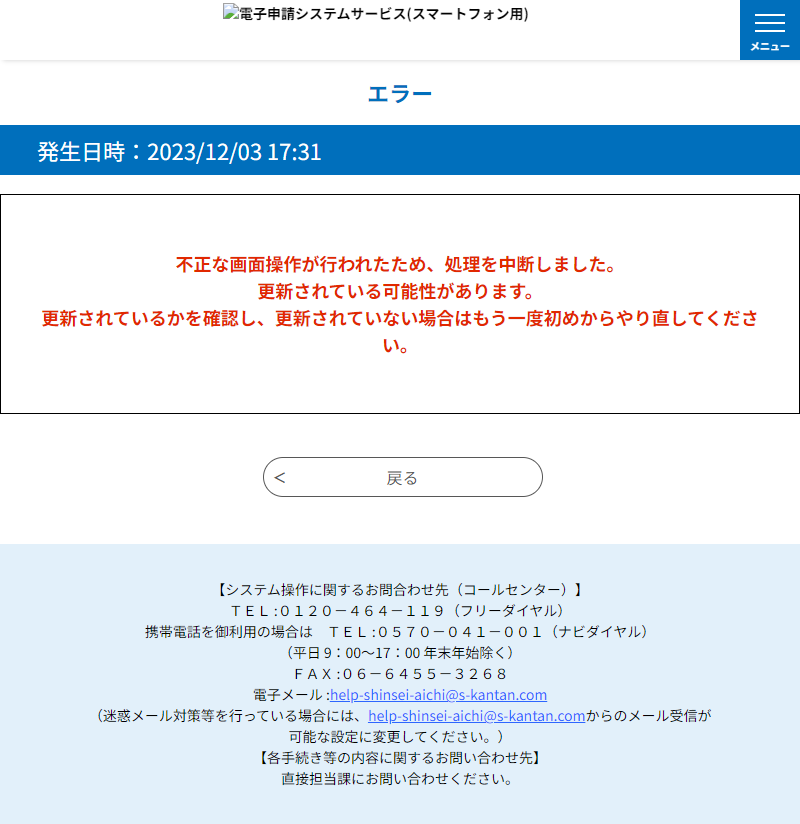 電子申請システムサービス(スマートフォン用)
メニュー
エラー
発生日時：2023/12/03 17:31
不正な画面操作が行われたため、処理を中断しました。
更新されている可能性があります。
更新されているかを確認し、更新されていない場合はもう一度初めからやり直してくださ
い。
< 戻る
【システム操作に関するお問合わせ先（コールセンター）】
ＴＥＬ:０１２０－４６４－１１９（フリーダイヤル）
携帯電話を御利用の場合は　ＴＥＬ:０５７０－０４１－００１（ナビダイヤル）
（平日 9：00～17：00 年末年始除く）
ＦＡＸ:０６－６４５５－３２６８
電子メール :help-shinsei-aichi@s-kantan.com
（迷惑メール対策等を行っている場合には、help-shinsei-aichi@s-kantan.comからのメール受信が
可能な設定に変更してください。）
【各手続き等の内容に関するお問い合わせ先】
直接担当課にお問い合わせください。